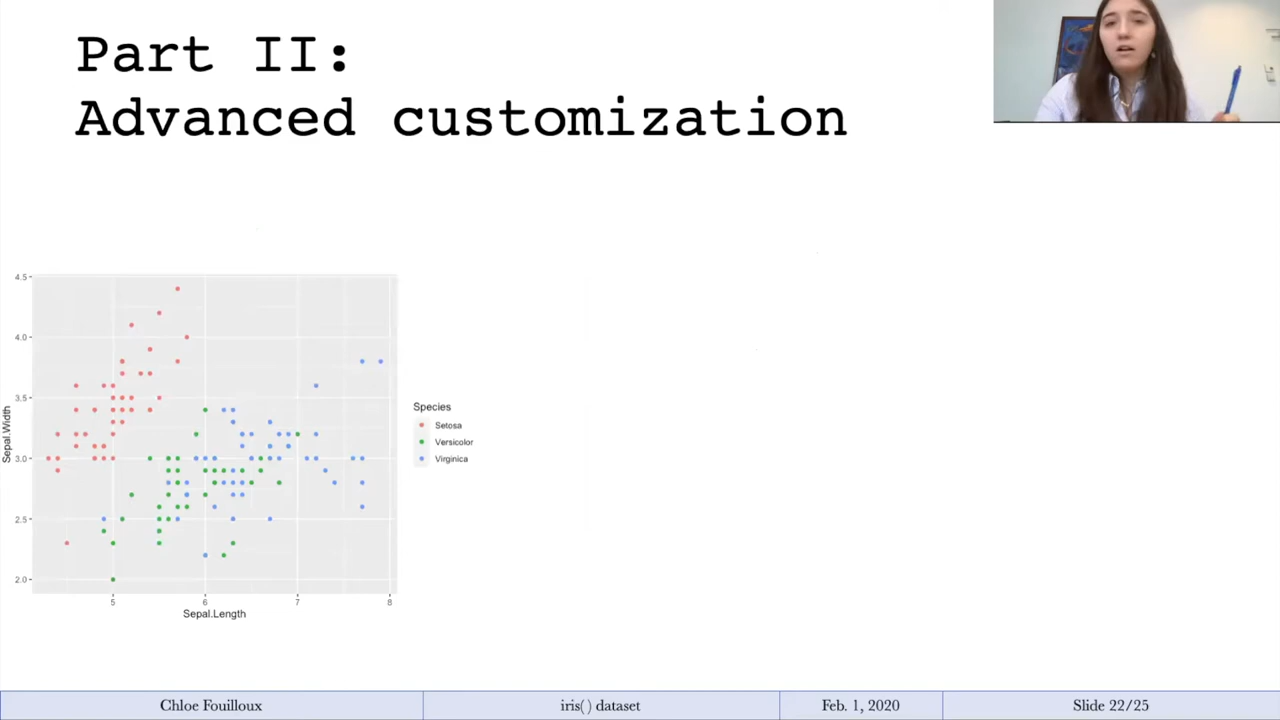 Part II:
Advanced customization
4.5
4.0
3.5
3.0
2.5
2.0
Sepal.Width
5 6 7 8
Sepal.Length
Species
Setosa
Versicolor
Virginica
Chloe Fouilloux iris() dataset Feb. 1, 2020 Slide 22/25